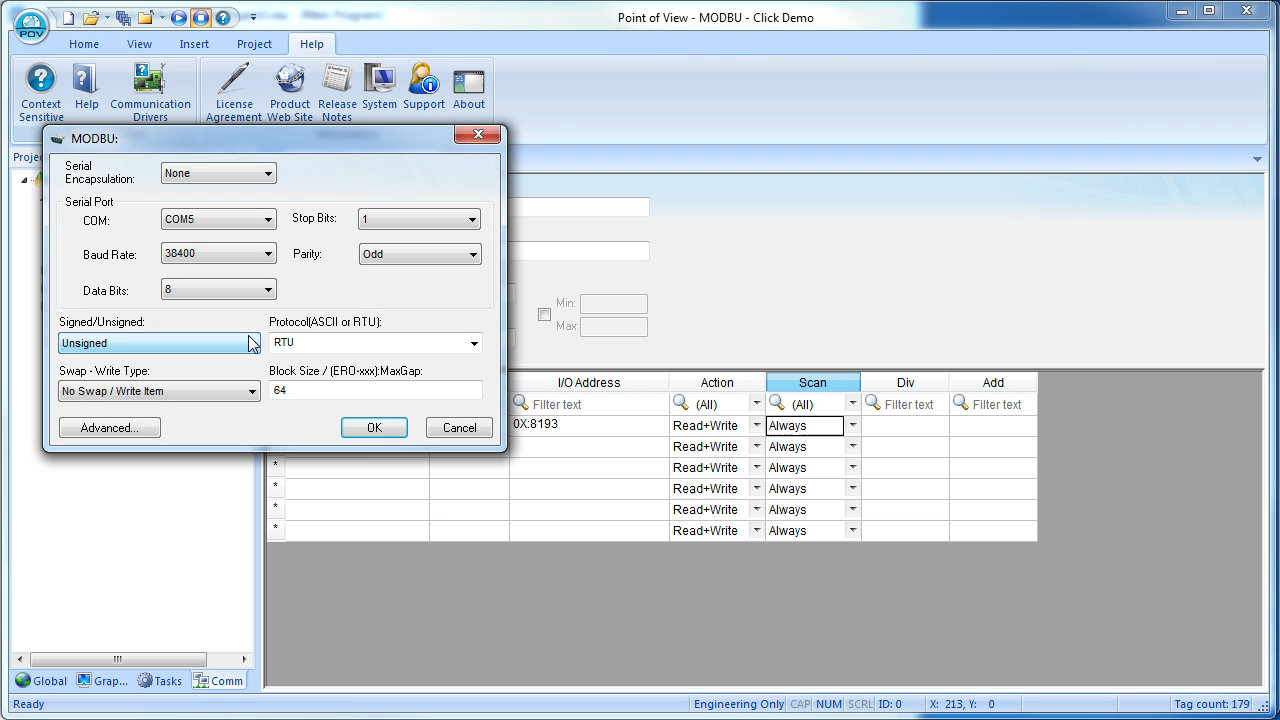 Point of View - MODBU - Click Demo
POV
Home
View
Insert
Project
Help
Context Sensitive
Help
Communication Drivers
License Agreement
Product Web Site
Release Notes
System
Support
About
MODBU:
Serial Encapsulation:
None
Serial Port
COM:
COM5
Stop Bits:
1
Baud Rate:
38400
Parity:
Odd
Data Bits:
8
Signed/Unsigned:
Protocol(ASCII or RTU):
Unsigned
RTU
Swap - Write Type:
Block Size / (ERO-xxx):MaxGap:
No Swap / Write Item
64
Advanced...
OK
Cancel
Min:
Max:
I/O Address
Action
Scan
Div
Add
Filter text
(All)
(All)
Filter text
Filter text
0X:8193
Read+Write
Always
Read+Write
Always
* Read+Write
Always
* Read+Write
Always
* Read+Write
Always
* Read+Write
Always
Global
Grap...
Tasks
Comm
Ready
Engineering Only
CAP
NUM
SCRL
ID: 0
X: 213, Y: 0
Tag count: 179